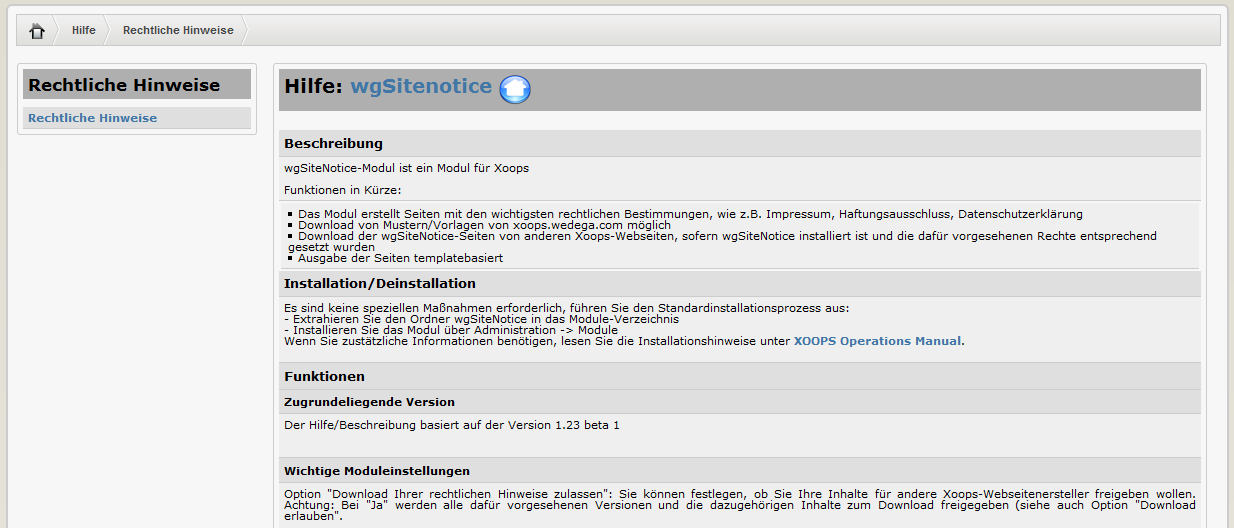 Hilfe Rechtliche Hinweise
Rechtliche Hinweise
Rechtliche Hinweise
Hilfe: wgSitenotice
Beschreibung
wgSiteNotice-Modul ist ein Modul für Xoops
Funktionen in Kürze:
▪ Das Modul erstellt Seiten mit den wichtigsten rechtlichen Bestimmungen, wie z.B. Impressum, Haftungsausschluss, Datenschutzerklärung
▪ Download von Mustern/Vorlagen von xoops.wedega.com möglich
▪ Download der wgSiteNotice-Seiten von anderen Xoops-Webseiten, sofern wgSiteNotice installiert ist und die dafür vorgesehenen Rechte entsprechend
gesetzt wurden
▪ Ausgabe der Seiten templatebasiert
Installation/Deinstallation
Es sind keine speziellen Maßnahmen erforderlich, führen Sie den Standardinstallationsprozess aus:
- Extrahieren Sie den Ordner wgSiteNotice in das Module-Verzeichnis
- Installieren Sie das Modul über Administration -> Module
Wenn Sie zustätzliche Informationen benötigen, lesen Sie die Installationshinweise unter XOOPS Operations Manual.
Funktionen
Zugrundeliegende Version
Der Hilfe/Beschreibung basiert auf der Version 1.23 beta 1
Wichtige Moduleinstellungen
Option "Download Ihrer rechtlichen Hinweise zulassen": Sie können festlegen, ob Sie Ihre Inhalte für andere Xoops-Webseitenersteller freigeben wollen.
Achtung: Bei "Ja" werden alle dafür vorgesehenen Versionen und die dazugehörigen Inhalte zum Download freigegeben (siehe auch Option "Download
erlauben".